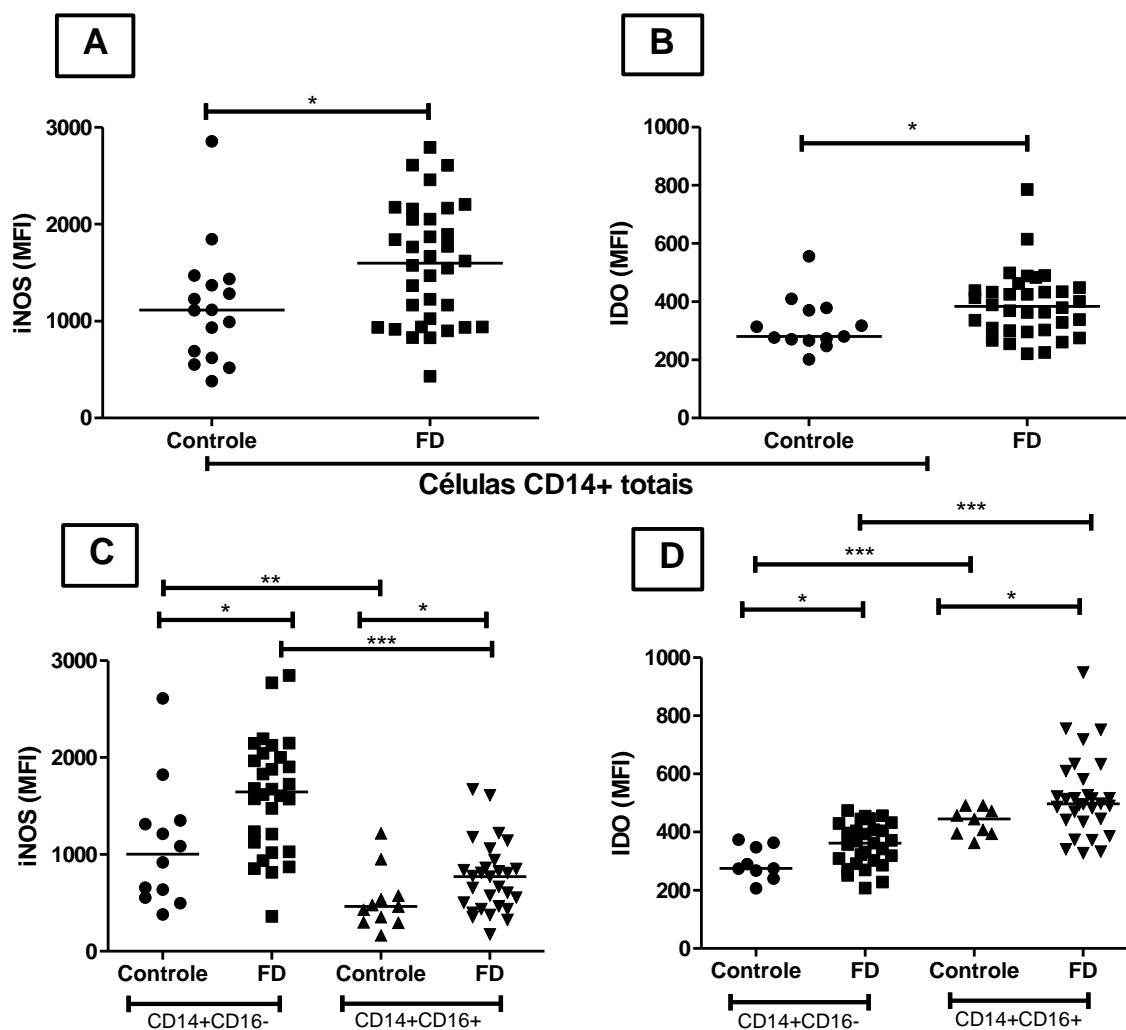 A
B
*
*
3000
2000
1000
0
iNOS (MFI)
Controle
FD
1000
800
600
400
200
0
IDO (MFI)
Controle
FD
Células CD14+ totais
C
D
**
*
*
***
***
***
*
*
3000
2000
1000
0
iNOS (MFI)
Controle
FD
Controle
FD
CD14+CD16-
CD14+CD16+
1000
800
600
400
200
0
IDO (MFI)
Controle
FD
Controle
FD
CD14+CD16-
CD14+CD16+